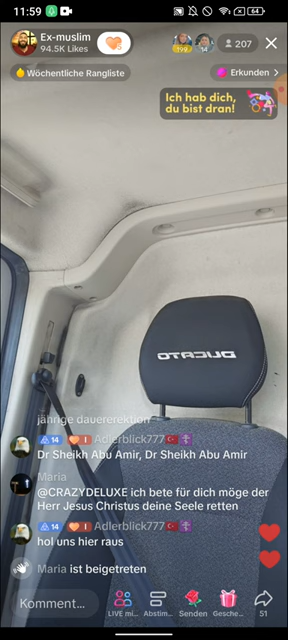 11:59
64
Ex-muslim
94.5K Likes
199
14
207
Wöchentliche Rangliste
Erkunden >
Ich hab dich,
du bist dran!
DUCATO
jährige dauererektion
14 I Adlerblick777
Dr Sheikh Abu Amir, Dr Sheikh Abu Amir
Maria
@CRAZYDELUXE ich bete für dich möge der
Herr Jesus Christus deine Seele retten
14 I Adlerblick777
hol uns hier raus
Maria ist beigetreten
Komment...
LIVE mi...
Abstim...
Senden
Gesche...
51